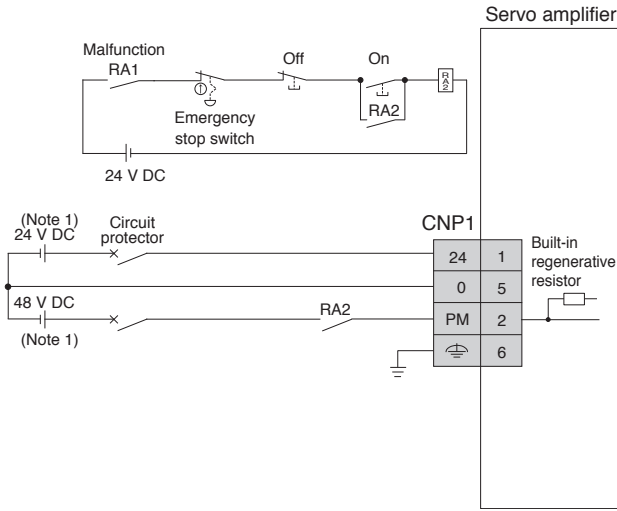 Servo amplifier
Malfunction
RA1
Off
On
RA2
RA2
Emergency
stop switch
24 V DC
(Note 1)
24 V DC
Circuit
protector
CNP1
24
1
Built-in
regenerative
resistor
0
5
48 V DC
(Note 1)
RA2
PM
2
6